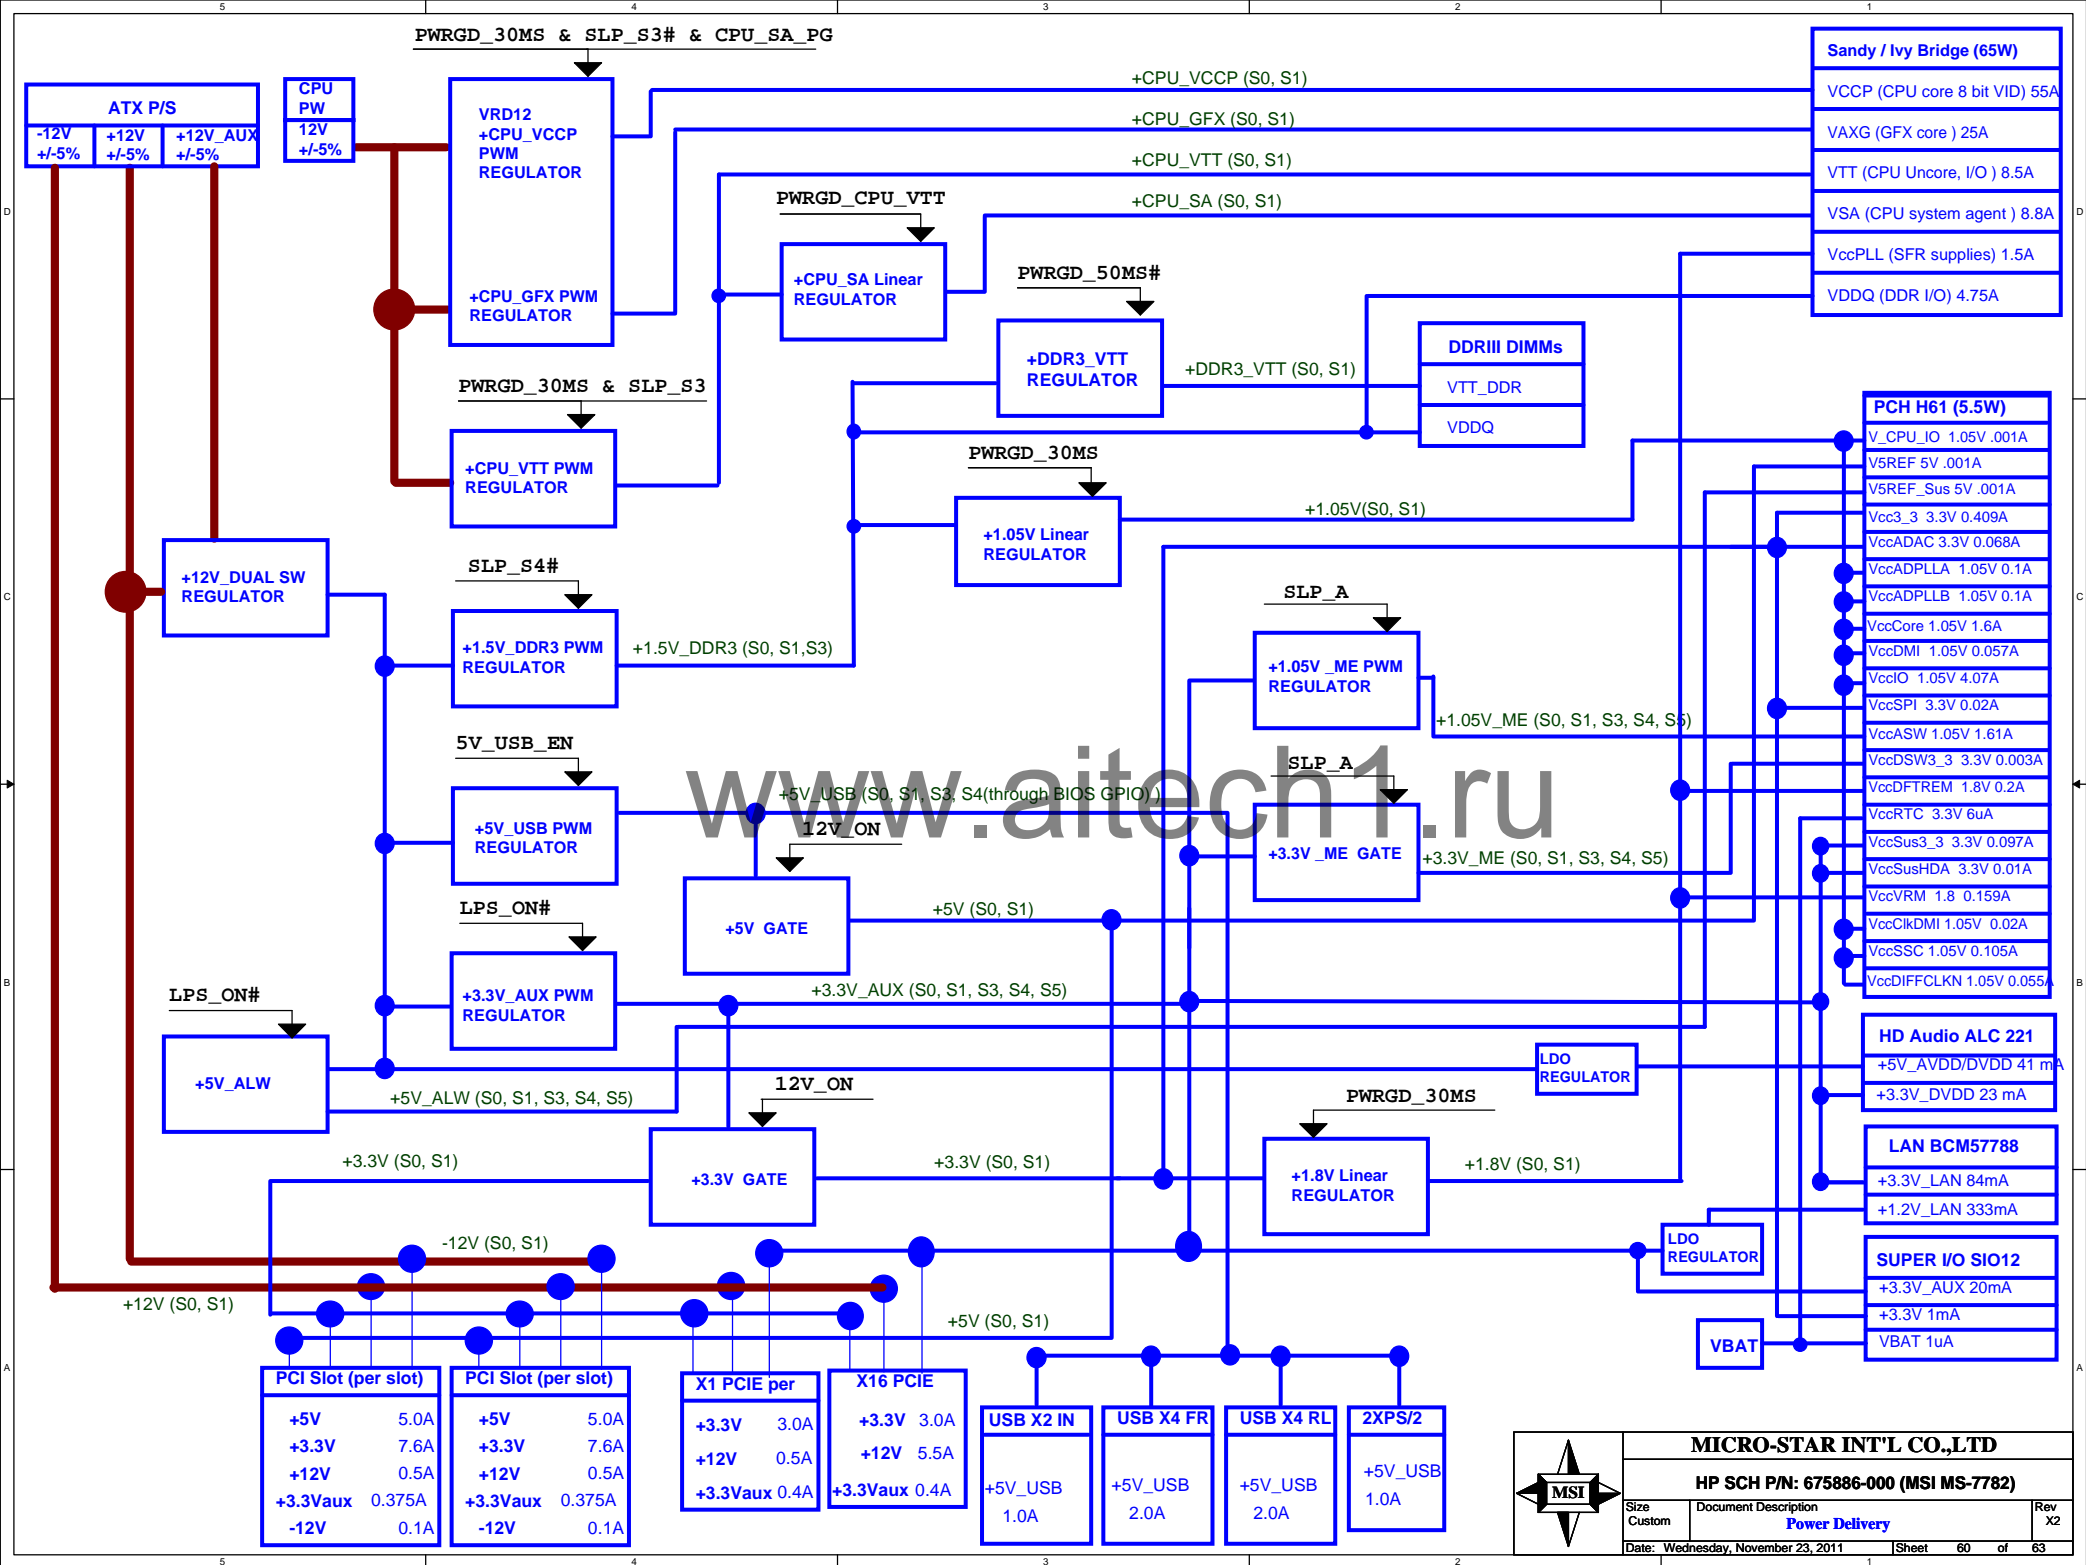 5 4 3 2 1
PWRGD_30MS & SLP_S3# & CPU_SA_PG
ATX P/S
-12V +/-5%
+12V +/-5%
+12V_AUX +/-5%
CPU PW
12V +/-5%
VRD12
+CPU_VCCP
PWM
REGULATOR
+CPU_GFX PWM
REGULATOR
+CPU_VCCP (S0, S1)
+CPU_GFX (S0, S1)
+CPU_VTT (S0, S1)
+CPU_SA (S0, S1)
Sandy / Ivy Bridge (65W)
VCCP (CPU core 8 bit VID) 55A
VAXG (GFX core ) 25A
VTT (CPU Uncore, I/O ) 8.5A
VSA (CPU system agent ) 8.8A
VccPLL (SFR supplies) 1.5A
VDDQ (DDR I/O) 4.75A
D D
PWRGD_CPU_VTT
+CPU_SA Linear
REGULATOR
PWRGD_50MS#
+DDR3_VTT
REGULATOR
+DDR3_VTT (S0, S1)
DDRIII DIMMs
VTT_DDR
VDDQ
PWRGD_30MS & SLP_S3
+CPU_VTT PWM
REGULATOR
PWRGD_30MS
+1.05V Linear
REGULATOR
+1.05V(S0, S1)
PCH H61 (5.5W)
V_CPU_IO 1.05V .001A
V5REF 5V .001A
V5REF_Sus 5V .001A
Vcc3_3 3.3V 0.409A
VccADAC 3.3V 0.068A
VccADPLLA 1.05V 0.1A
VccADPLLB 1.05V 0.1A
VccCore 1.05V 1.6A
VccDMI 1.05V 0.057A
VccIO 1.05V 4.07A
VccSPI 3.3V 0.02A
VccASW 1.05V 1.61A
VccDSW3_3 3.3V 0.003A
VccDFTREM 1.8V 0.2A
VccRTC 3.3V 6uA
VccSus3_3 3.3V 0.097A
VccSusHDA 3.3V 0.01A
VccVRM 1.8 0.159A
VccClkDMI 1.05V 0.02A
VccSSC 1.05V 0.105A
VccDIFFCLKN 1.05V 0.055A
C C
+12V_DUAL SW
REGULATOR
SLP_S4#
+1.5V_DDR3 PWM
REGULATOR
+1.5V_DDR3 (S0, S1,S3)
SLP_A
+1.05V _ME PWM
REGULATOR
+1.05V_ME (S0, S1, S3, S4, S5)
5V_USB_EN
+5V_USB PWM
REGULATOR
+5V_USB (S0, S1, S3, S4(through BIOS GPIO) )
www.aitech1.ru
12V_ON
+5V GATE
+5V (S0, S1)
SLP_A
+3.3V _ME GATE
+3.3V_ME (S0, S1, S3, S4, S5)
LPS_ON#
+3.3V_AUX PWM
REGULATOR
+3.3V_AUX (S0, S1, S3, S4, S5)
B B
LPS_ON#
+5V_ALW
+5V_ALW (S0, S1, S3, S4, S5)
12V_ON
+3.3V GATE
+3.3V (S0, S1)
+3.3V (S0, S1)
PWRGD_30MS
+1.8V Linear
REGULATOR
+1.8V (S0, S1)
LDO
REGULATOR
HD Audio ALC 221
+5V_AVDD/DVDD 41 mA
+3.3V_DVDD 23 mA
LAN BCM57788
+3.3V_LAN 84mA
+1.2V_LAN 333mA
LDO
REGULATOR
SUPER I/O SIO12
+3.3V_AUX 20mA
+3.3V 1mA
VBAT 1uA
VBAT
-12V (S0, S1)
+12V (S0, S1)
+5V (S0, S1)
A A
PCI Slot (per slot)
+5V 5.0A
+3.3V 7.6A
+12V 0.5A
+3.3Vaux 0.375A
-12V 0.1A
PCI Slot (per slot)
+5V 5.0A
+3.3V 7.6A
+12V 0.5A
+3.3Vaux 0.375A
-12V 0.1A
X1 PCIE per
+3.3V 3.0A
+12V 0.5A
+3.3Vaux 0.4A
X16 PCIE
+3.3V 3.0A
+12V 5.5A
+3.3Vaux 0.4A
USB X2 IN
+5V_USB
1.0A
USB X4 FR
+5V_USB
2.0A
USB X4 RL
+5V_USB
2.0A
2XPS/2
+5V_USB
1.0A
MSI
MICRO-STAR INT'L CO.,LTD
HP SCH P/N: 675886-000 (MSI MS-7782)
Size
Custom
Document Description
Power Delivery
Rev
X2
Date: Wednesday, November 23, 2011
Sheet 60 of 63
5 4 3 2 1